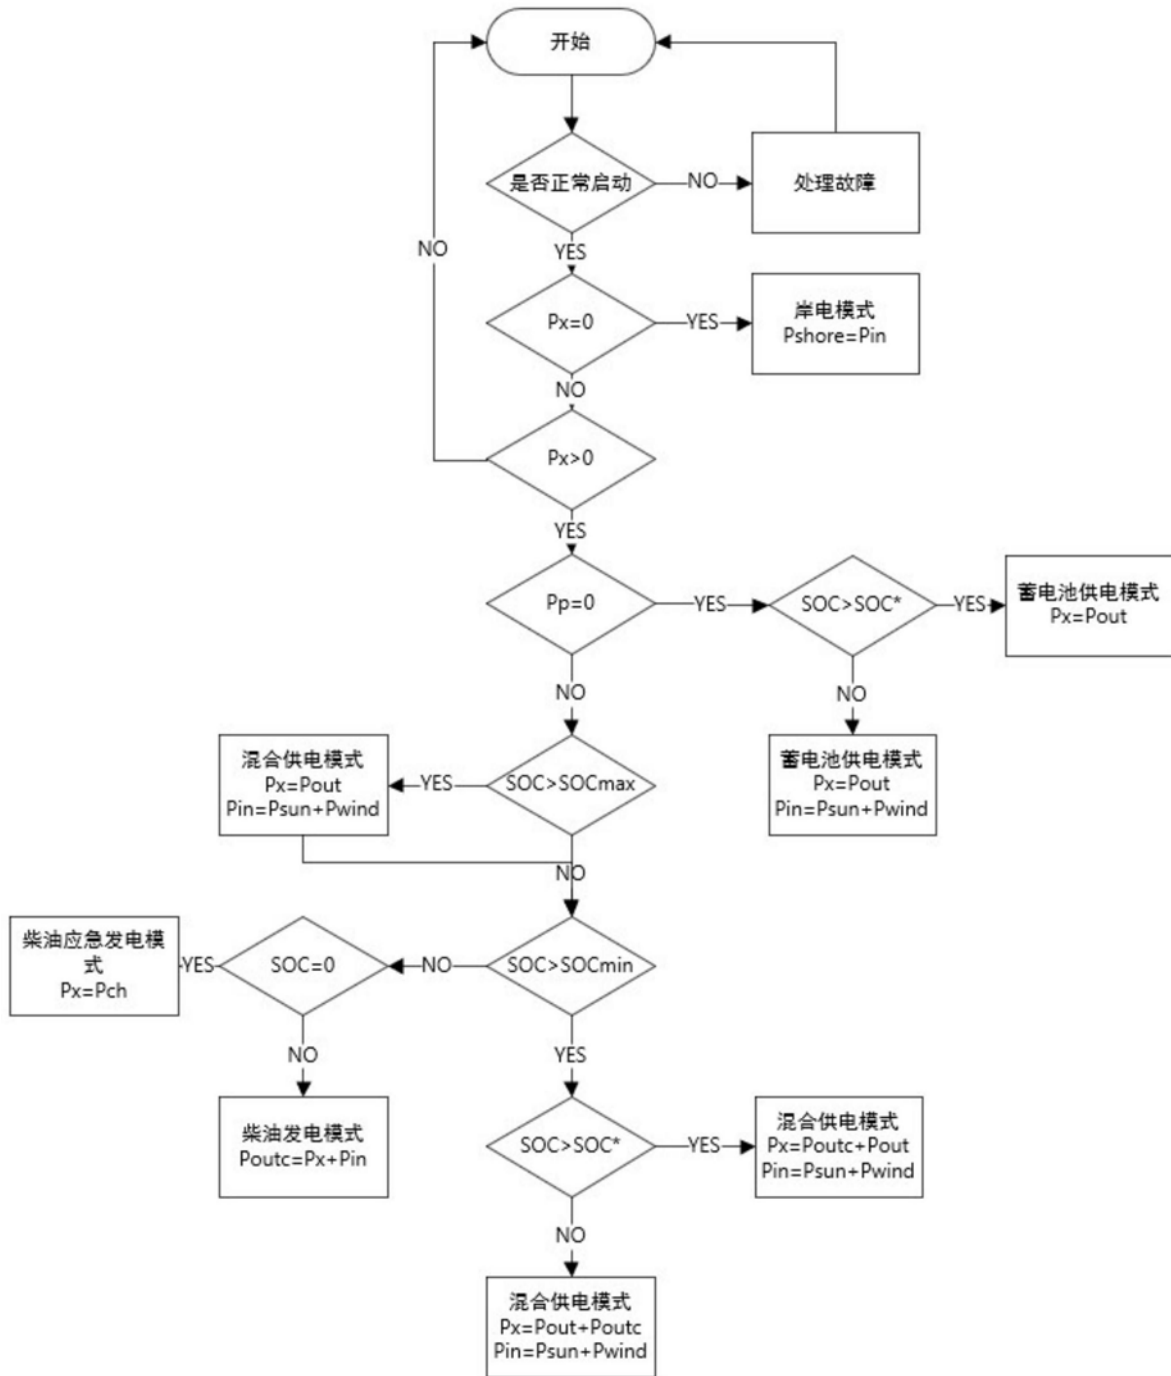 开始
是否正常启动
NO
处理故障
NO
YES
Px=0
YES
岸电模式
Pshore=Pin
NO
Px>0
YES
Pp=0
YES
SOC>SOC*
YES
蓄电池供电模式
Px=Pout
NO
NO
混合供电模式
Px=Pout
Pin=Psun+Pwind
YES
SOC>SOCmax
蓄电池供电模式
Px=Pout
Pin=Psun+Pwind
NO
柴油应急发电模
式
Px=Pch
YES
SOC=0
NO
SOC>SOCmin
NO
YES
柴油发电模式
Poutc=Px+Pin
SOC>SOC*
YES
混合供电模式
Px=Poutc+Pout
Pin=Psun+Pwind
NO
混合供电模式
Px=Pout+Poutc
Pin=Psun+Pwind